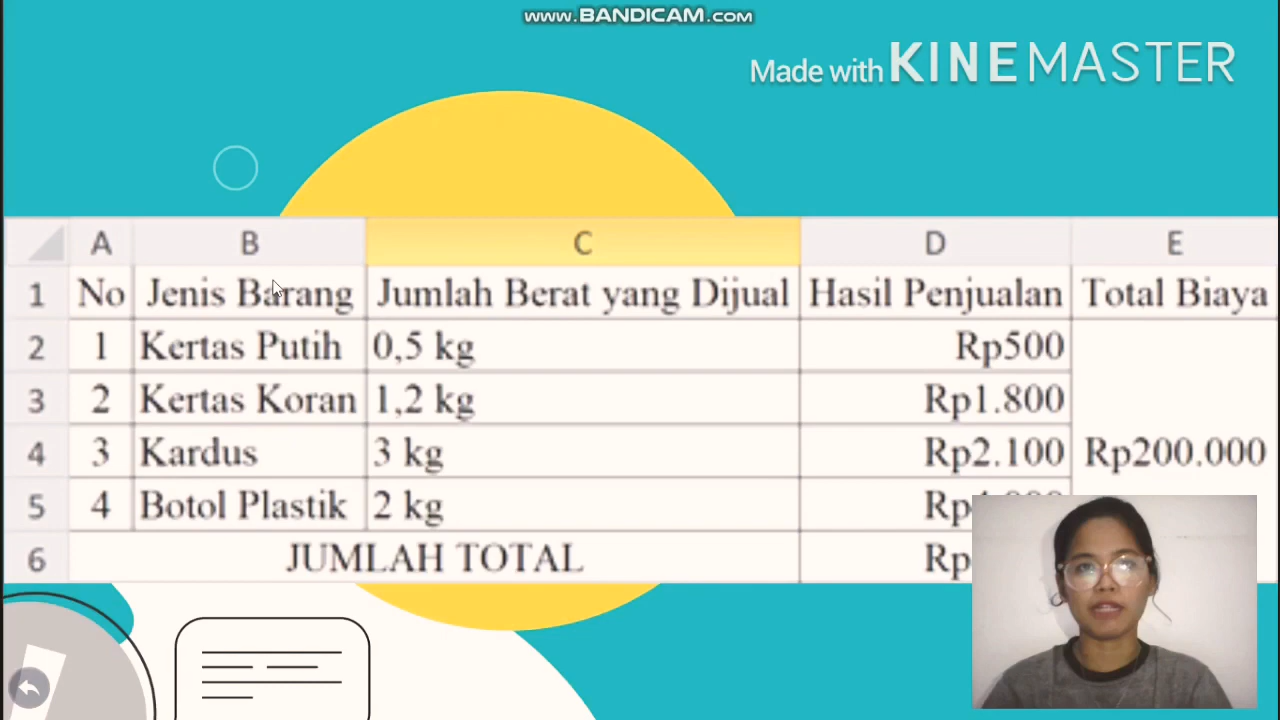 www.BANDICAM.COM
Made with KINEMASTER
A B C D E
1 No Jenis Barang Jumlah Berat yang Dijual Hasil Penjualan Total Biaya
2 1 Kertas Putih 0,5 kg Rp500
3 2 Kertas Koran 1,2 kg Rp1.800
4 3 Kardus 3 kg Rp2.100 Rp200.000
5 4 Botol Plastik 2 kg
6 JUMLAH TOTAL